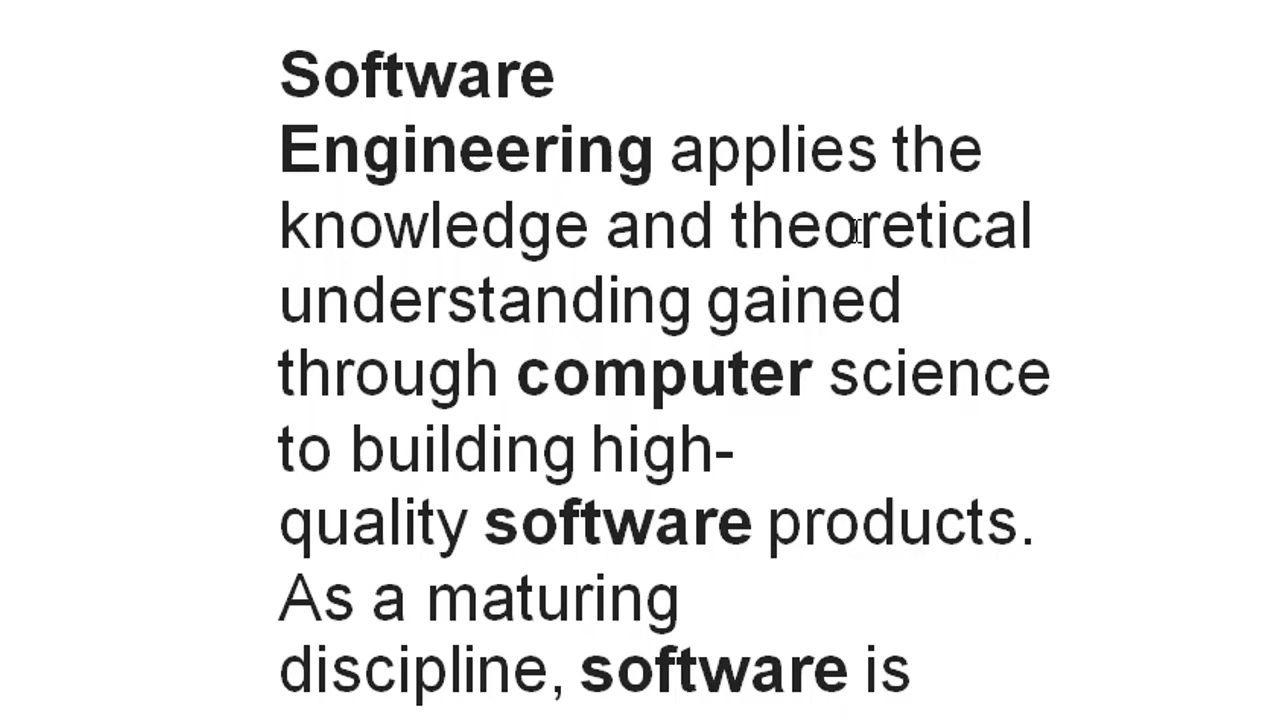 Software
Engineering applies the
knowledge and theoretical
understanding gained
through computer science
to building high-
quality software products.
As a maturing
discipline, software is